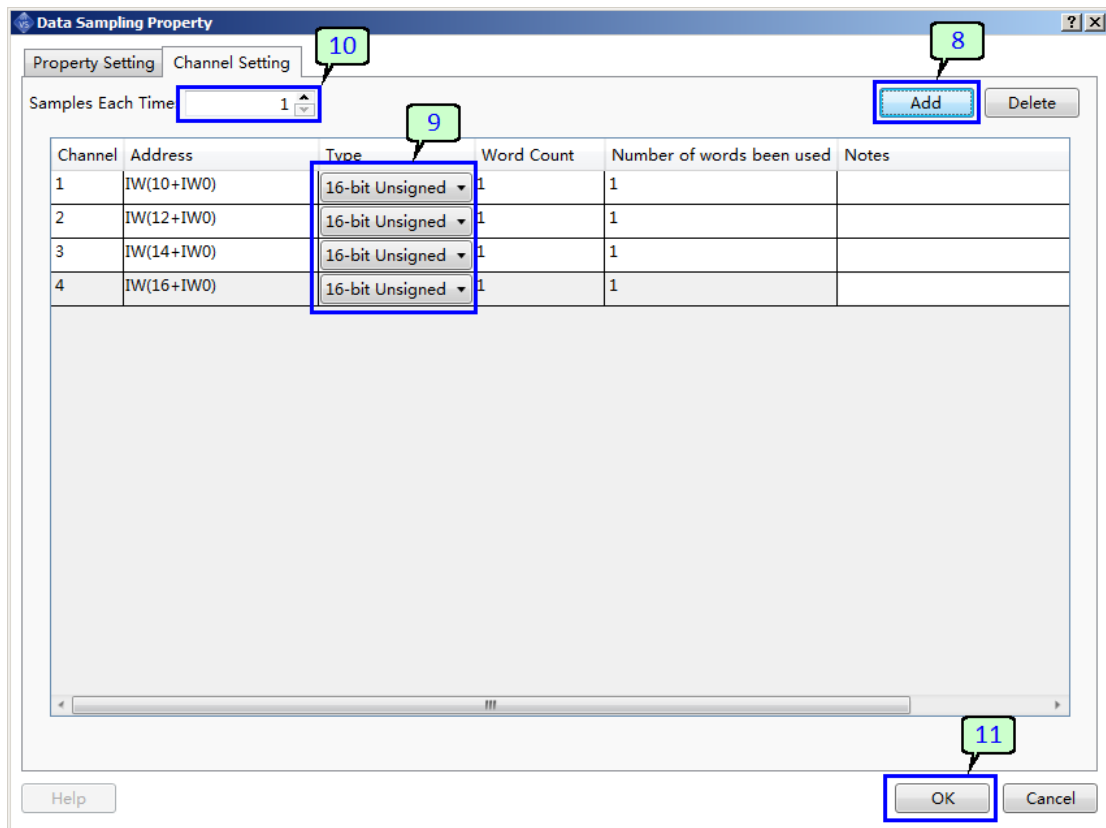 VS Data Sampling Property ? X
10 8
Property Setting Channel Setting
Samples Each Time 1 Add Delete
9
Channel Address Type Word Count Number of words been used Notes
1 IW(10+IW0) 16-bit Unsigned 1 1
2 IW(12+IW0) 16-bit Unsigned 1 1
3 IW(14+IW0) 16-bit Unsigned 1 1
4 IW(16+IW0) 16-bit Unsigned 1 1
11
Help OK Cancel